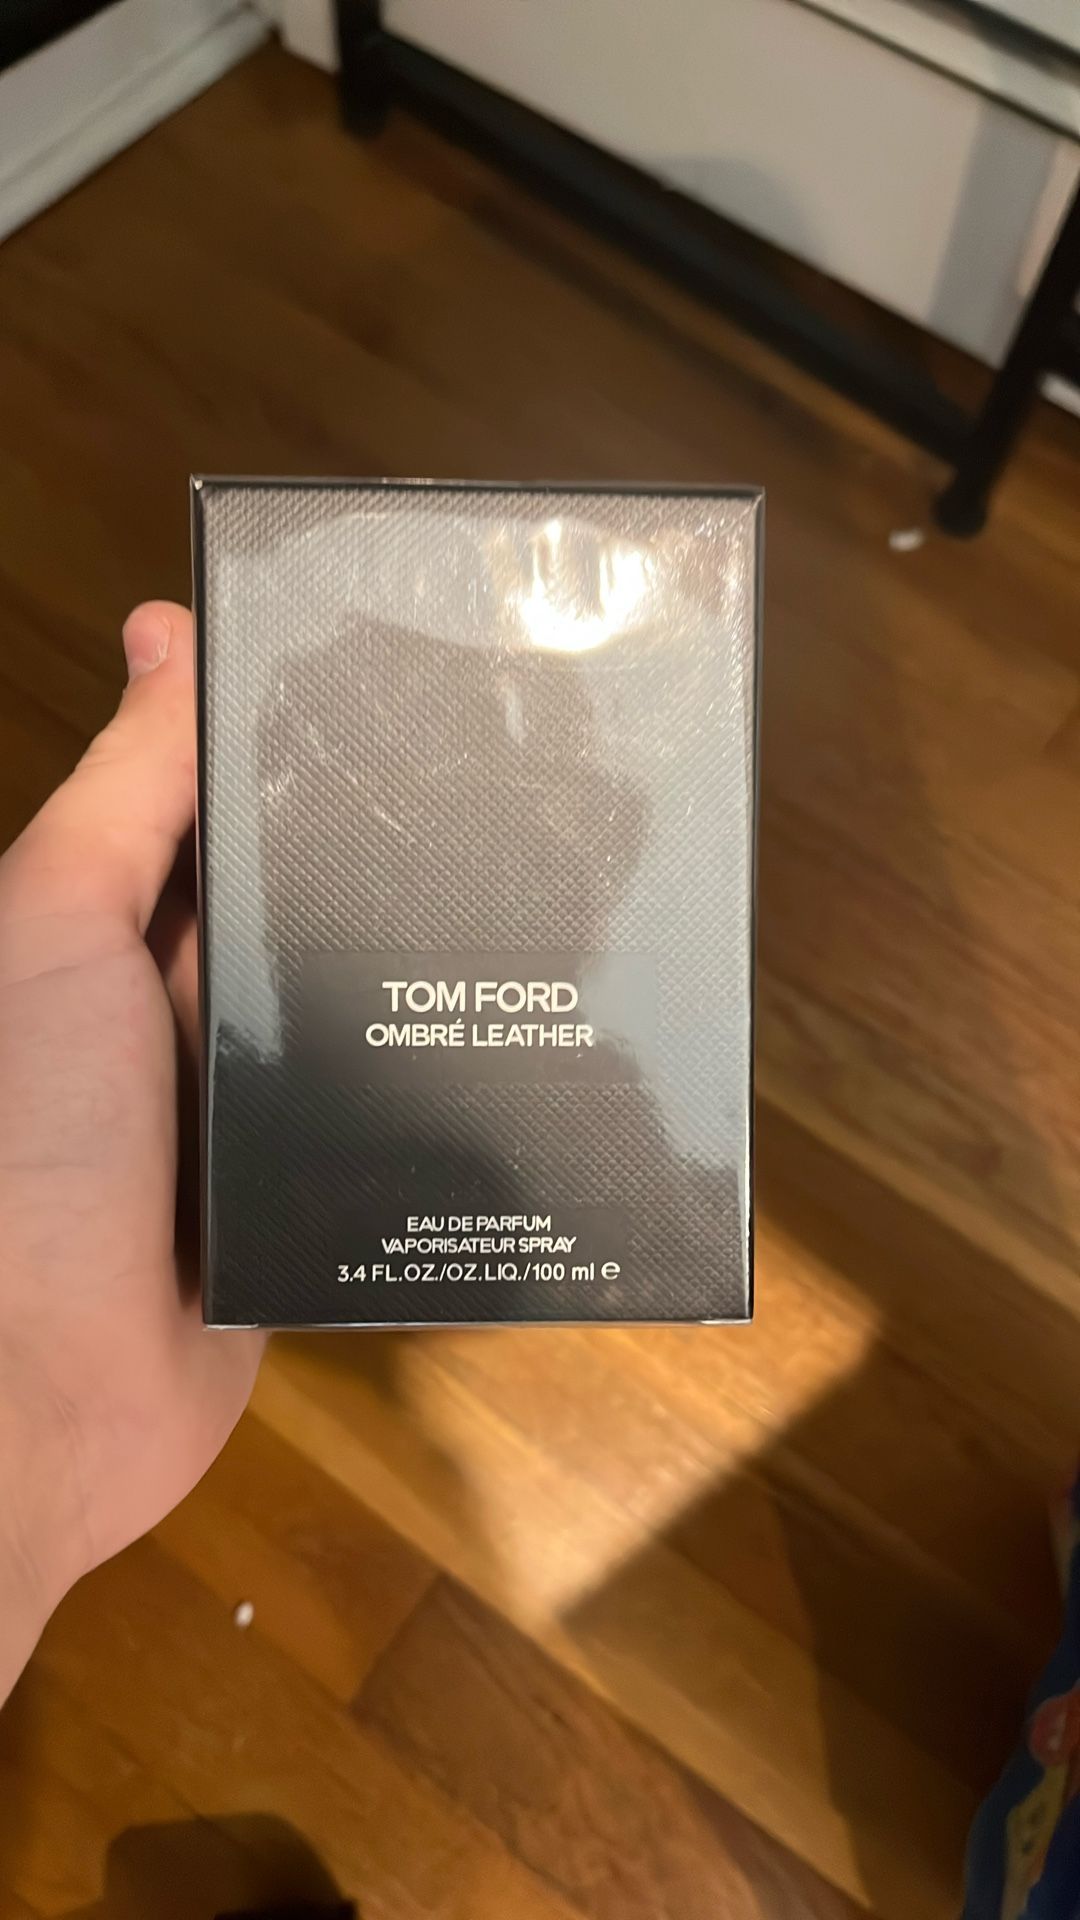 TOM FORD
OMBRÉ LEATHER
EAU DE PARFUM
VAPORISATEUR SPRAY
3.4 FL.OZ./OZ.LIQ./100 ml ℮